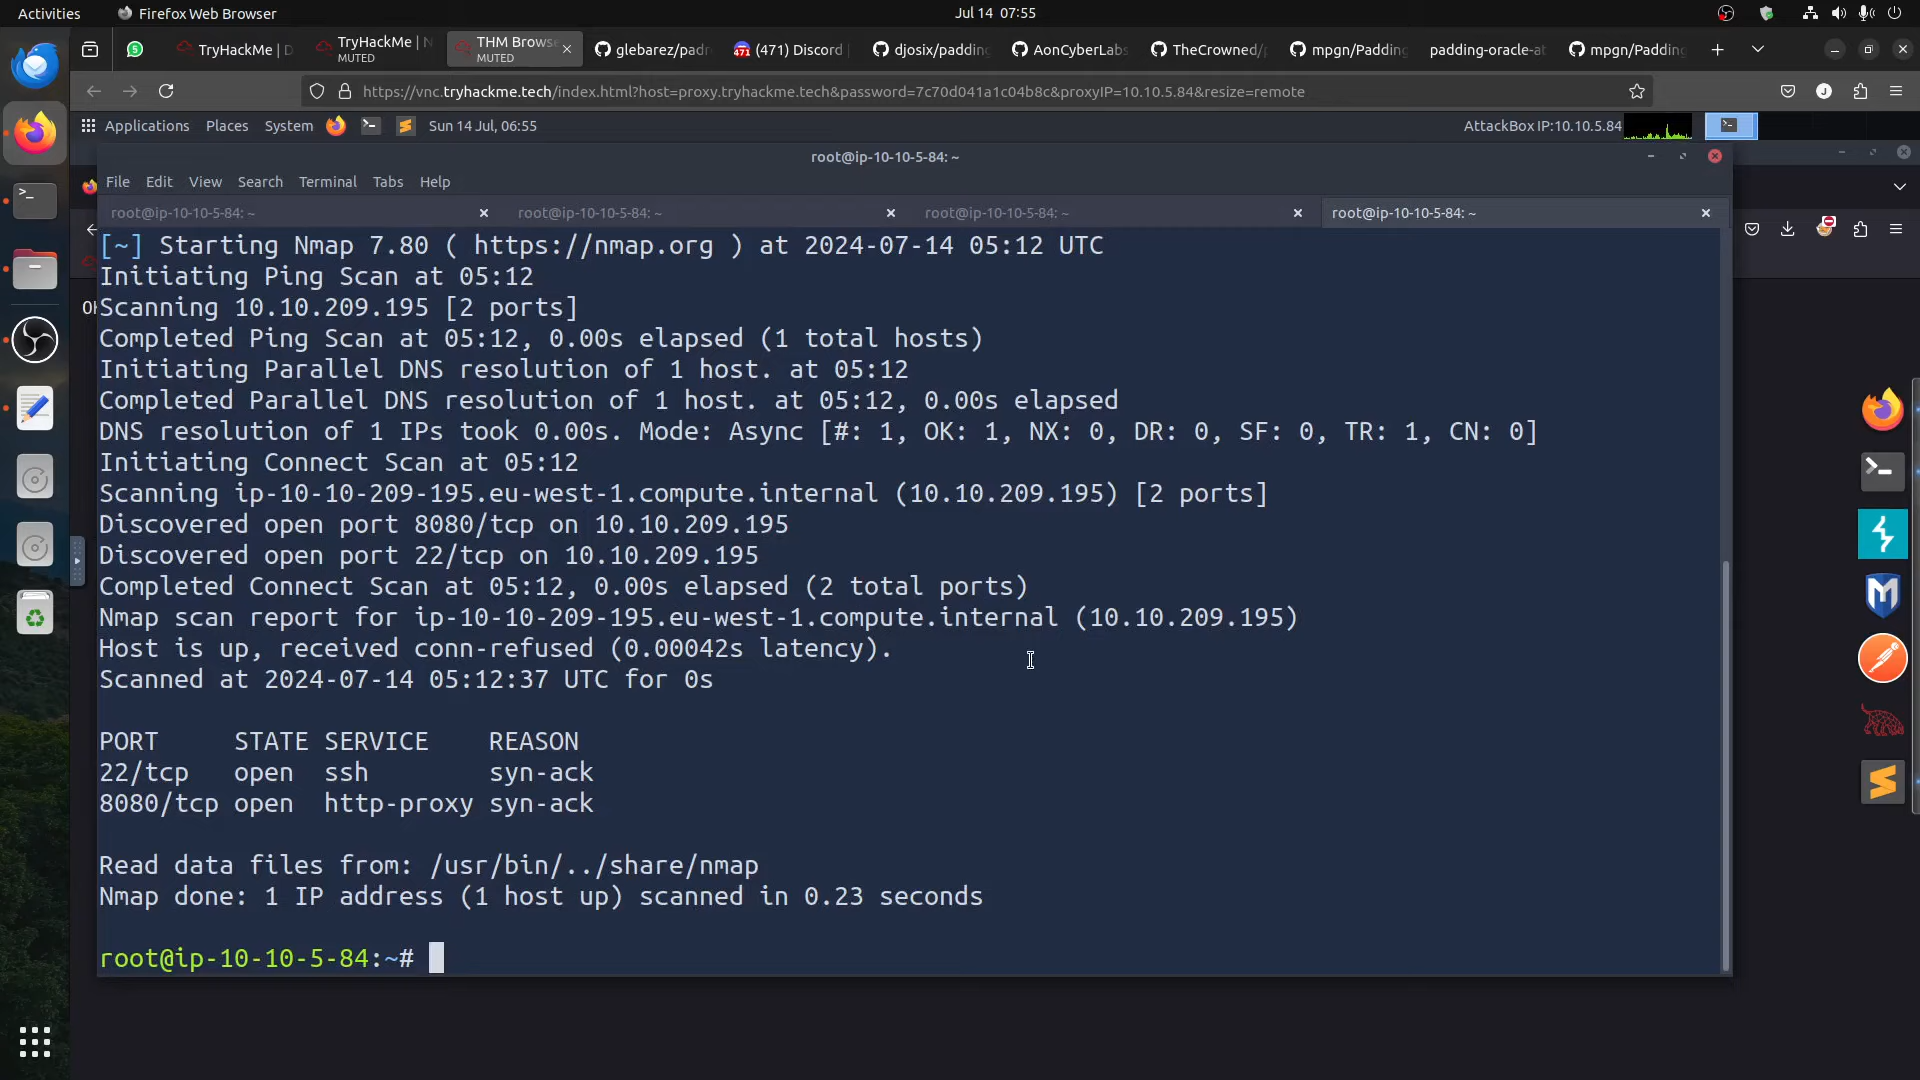 Activities
Firefox Web Browser
Jul 14 07:55
TryHackMe | D
TryHackMe | N
MUTED
THM Brows
MUTED
glebarez/padr
(471) Discord
djosix/padding
AonCyberLabs
TheCrowned/p
mpgn/Padding
padding-oracle-at
mpgn/Padding
https://vnc.tryhackme.tech/index.html?host=proxy.tryhackme.tech&password=7c70d041a1c04b8c&proxyIP=10.10.5.84&resize=remote
Applications Places System
Sun 14 Jul, 06:55
AttackBox IP:10.10.5.84
root@ip-10-10-5-84: ~
File Edit View Search Terminal Tabs Help
root@ip-10-10-5-84: ~
root@ip-10-10-5-84: ~
root@ip-10-10-5-84: ~
root@ip-10-10-5-84: ~
[~] Starting Nmap 7.80 ( https://nmap.org ) at 2024-07-14 05:12 UTC
Initiating Ping Scan at 05:12
Scanning 10.10.209.195 [2 ports]
Completed Ping Scan at 05:12, 0.00s elapsed (1 total hosts)
Initiating Parallel DNS resolution of 1 host. at 05:12
Completed Parallel DNS resolution of 1 host. at 05:12, 0.00s elapsed
DNS resolution of 1 IPs took 0.00s. Mode: Async [#: 1, OK: 1, NX: 0, DR: 0, SF: 0, TR: 1, CN: 0]
Initiating Connect Scan at 05:12
Scanning ip-10-10-209-195.eu-west-1.compute.internal (10.10.209.195) [2 ports]
Discovered open port 8080/tcp on 10.10.209.195
Discovered open port 22/tcp on 10.10.209.195
Completed Connect Scan at 05:12, 0.00s elapsed (2 total ports)
Nmap scan report for ip-10-10-209-195.eu-west-1.compute.internal (10.10.209.195)
Host is up, received conn-refused (0.00042s latency).
Scanned at 2024-07-14 05:12:37 UTC for 0s
PORT STATE SERVICE REASON
22/tcp open ssh syn-ack
8080/tcp open http-proxy syn-ack
Read data files from: /usr/bin/../share/nmap
Nmap done: 1 IP address (1 host up) scanned in 0.23 seconds
root@ip-10-10-5-84:~#